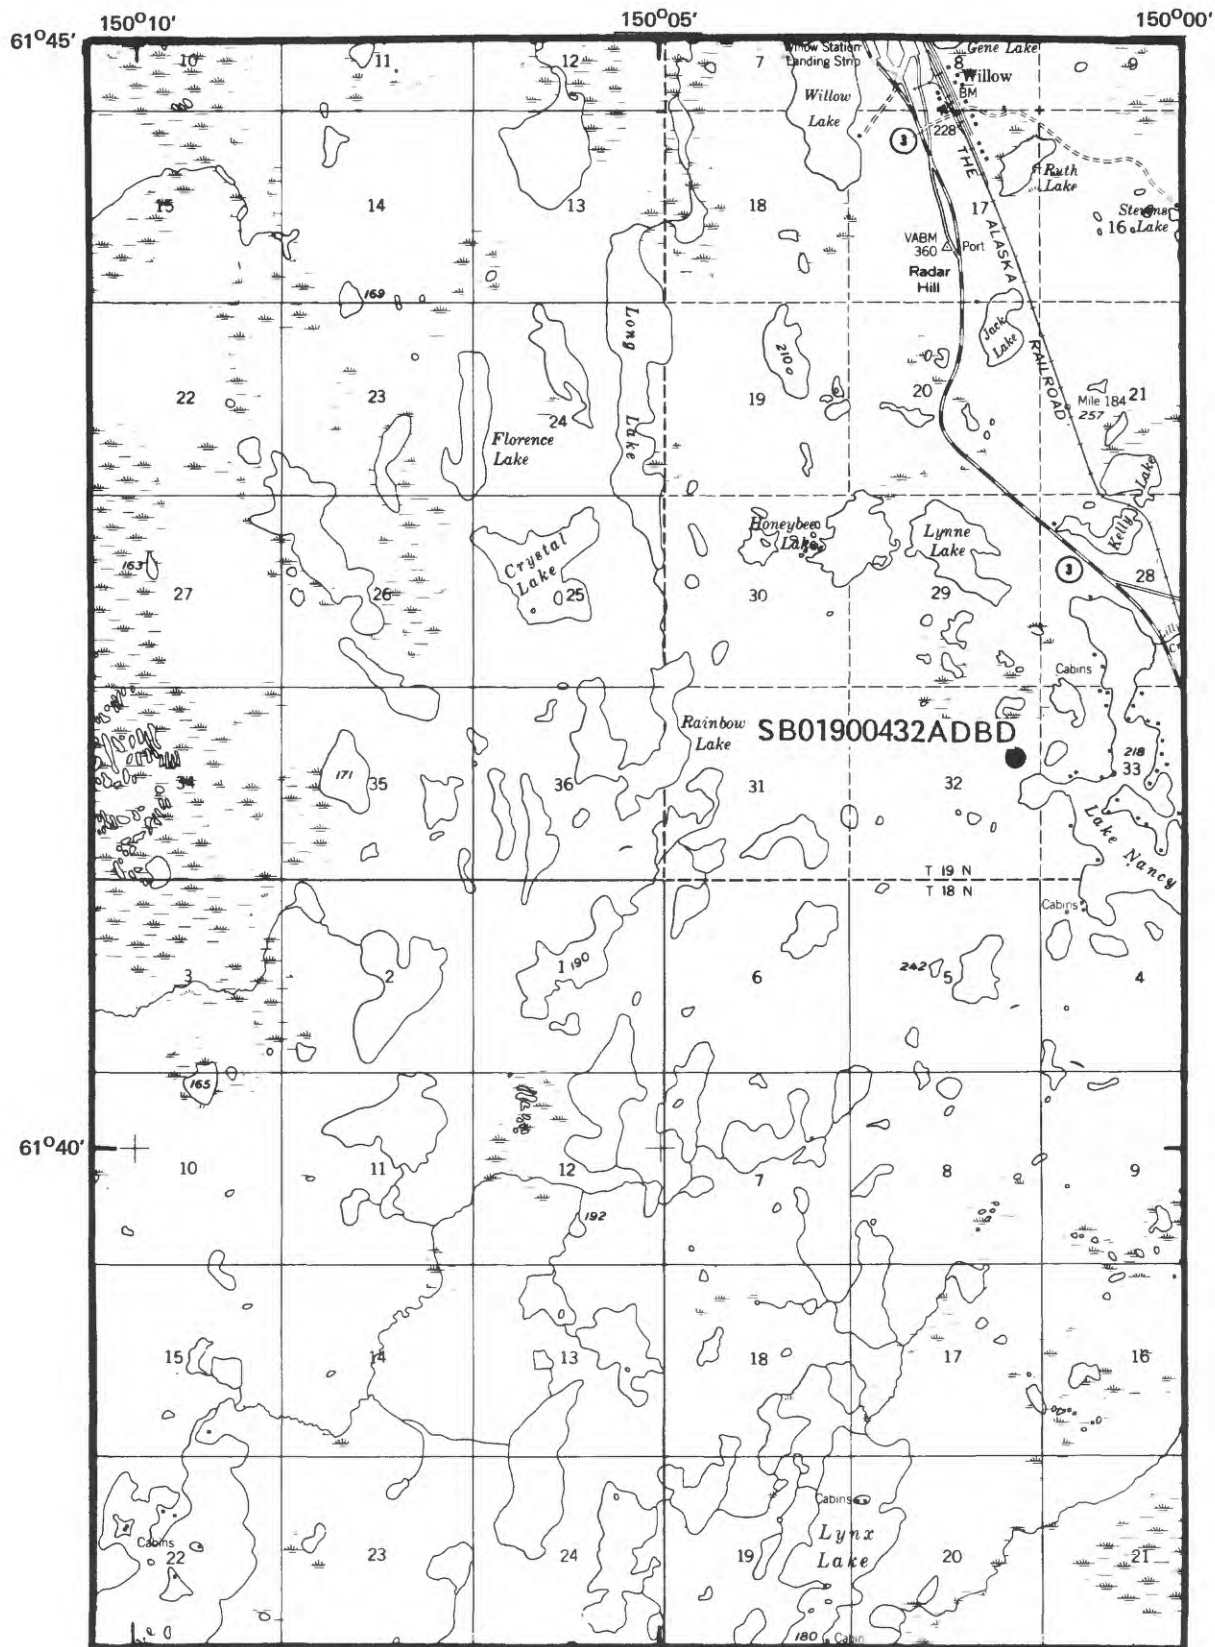 150°10'
150°05'
150°00'
61°45'
10
11
12
7
Willow Station
Landing Strip
8
Gene Lake
9
Willow
BM
Willow
Lake
3
228
THE ALASKA RAILROAD
Ruth
Lake
15
14
13
18
17
16
Stevens
Lake
VABM
360
Port
Radar
Hill
169
Long
Lake
210
Jack
Lake
22
23
24
19
20
Mile 184
257
21
Florence
Lake
Honeybee
Lake
Lynne
Lake
Kelly Lake
Crystal
Lake
163
27
26
25
30
29
3
28
Cabins
Rainbow
Lake
SB01900432ADBD
218
34
171
35
36
31
32
33
Lake Nancy
T 19 N
T 18 N
Cabins
3
2
1
190
6
242
5
4
165
61°40'
10
11
12
7
8
9
192
15
14
13
18
17
16
Cabins
Cabins
Lynx
Lake
22
23
24
19
20
21
180
Cabin